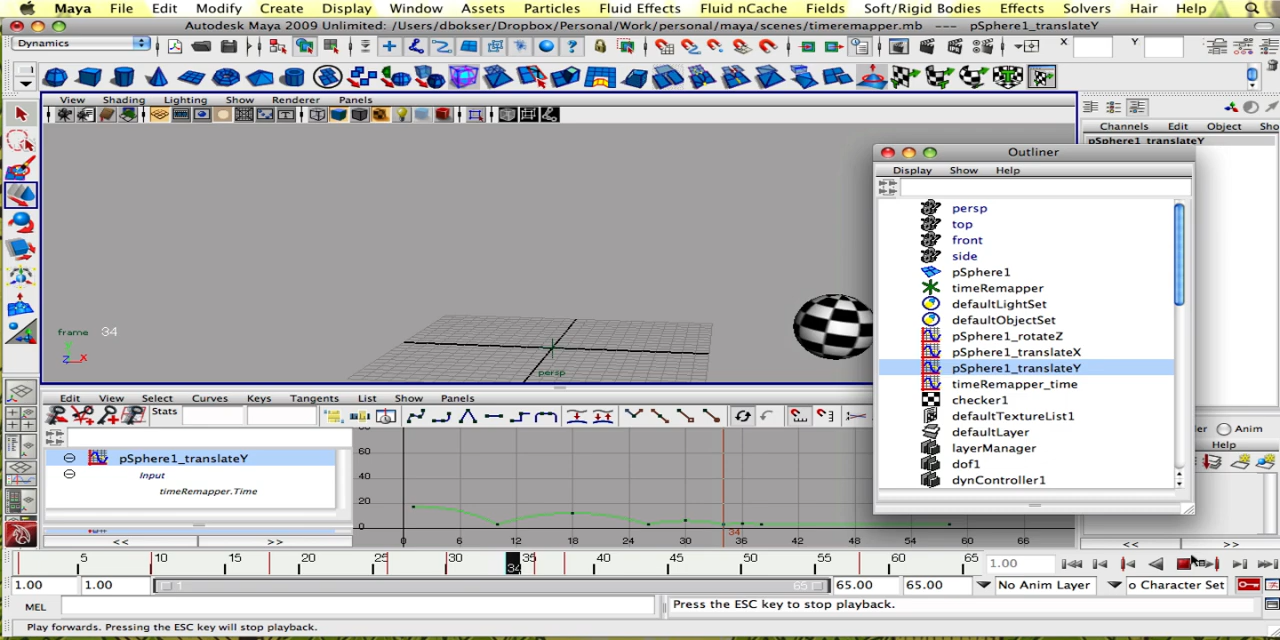 Maya File Edit Modify Create Display Window Assets Particles Fluid Effects Fluid nCache Fields Soft/Rigid Bodies Effects Solvers Hair Help
Autodesk Maya 2009 Unlimited: /Users/dbokser/Dropbox/Personal/Work/personal/maya/scenes/timeremapper.mb --- pSphere1_translateY
Dynamics X Y
View Shading Lighting Show Renderer Panels
Channels Edit Object Sho
pSphere1_translateY
Outliner
Display Show Help
persp
top
front
side
pSphere1
timeRemapper
defaultLightSet
defaultObjectSet
pSphere1_rotateZ
pSphere1_translateX
pSphere1_translateY
timeRemapper_time
checker1
defaultTextureList1
defaultLayer
layerManager
dof1
dynController1
frame 34
Z X
persp
er Anim
Help
Edit View Select Curves Keys Tangents List Show Panels
Stats
pSphere1_translateY
Input
timeRemapper.Time
60
40
20
0
0 6 12 18 24 30 34 36 42 48 54 60 66
<< >>
<< >>
5 10 15 20 25 30 34 35 40 45 50 55 60 65
1.00
1.00 1.00 1 65 65.00 65.00 No Anim Layer o Character Set
MEL Press the ESC key to stop playback.
Play forwards. Pressing the ESC key will stop playback.